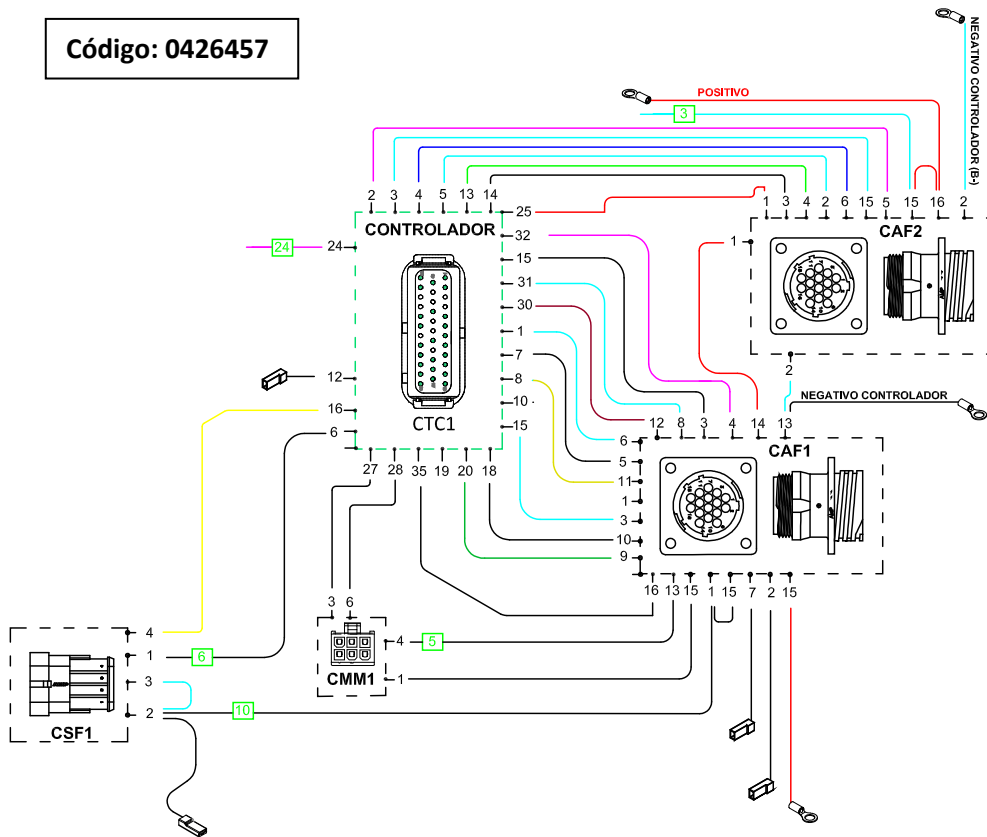 Código: 0426457
NEGATIVO CONTROLADOR (B-)
POSITIVO
3
2 3 4 5 13 14
1 3 4 2 6 15 5 15 16 2
25
CONTROLADOR
CAF2
24
24
32
1
15
31
30
1
7
2
12
8
NEGATIVO CONTROLADOR
16
10
CTC1
6
15
12 8 3 4 14 13
CAF1
27 28 35 19 20 18
6
5
11
1
3
10
9
16 13 15 1 15 7 2 15
3 6
4
5
4
1
6
CMM1
1
3
10
2
CSF1